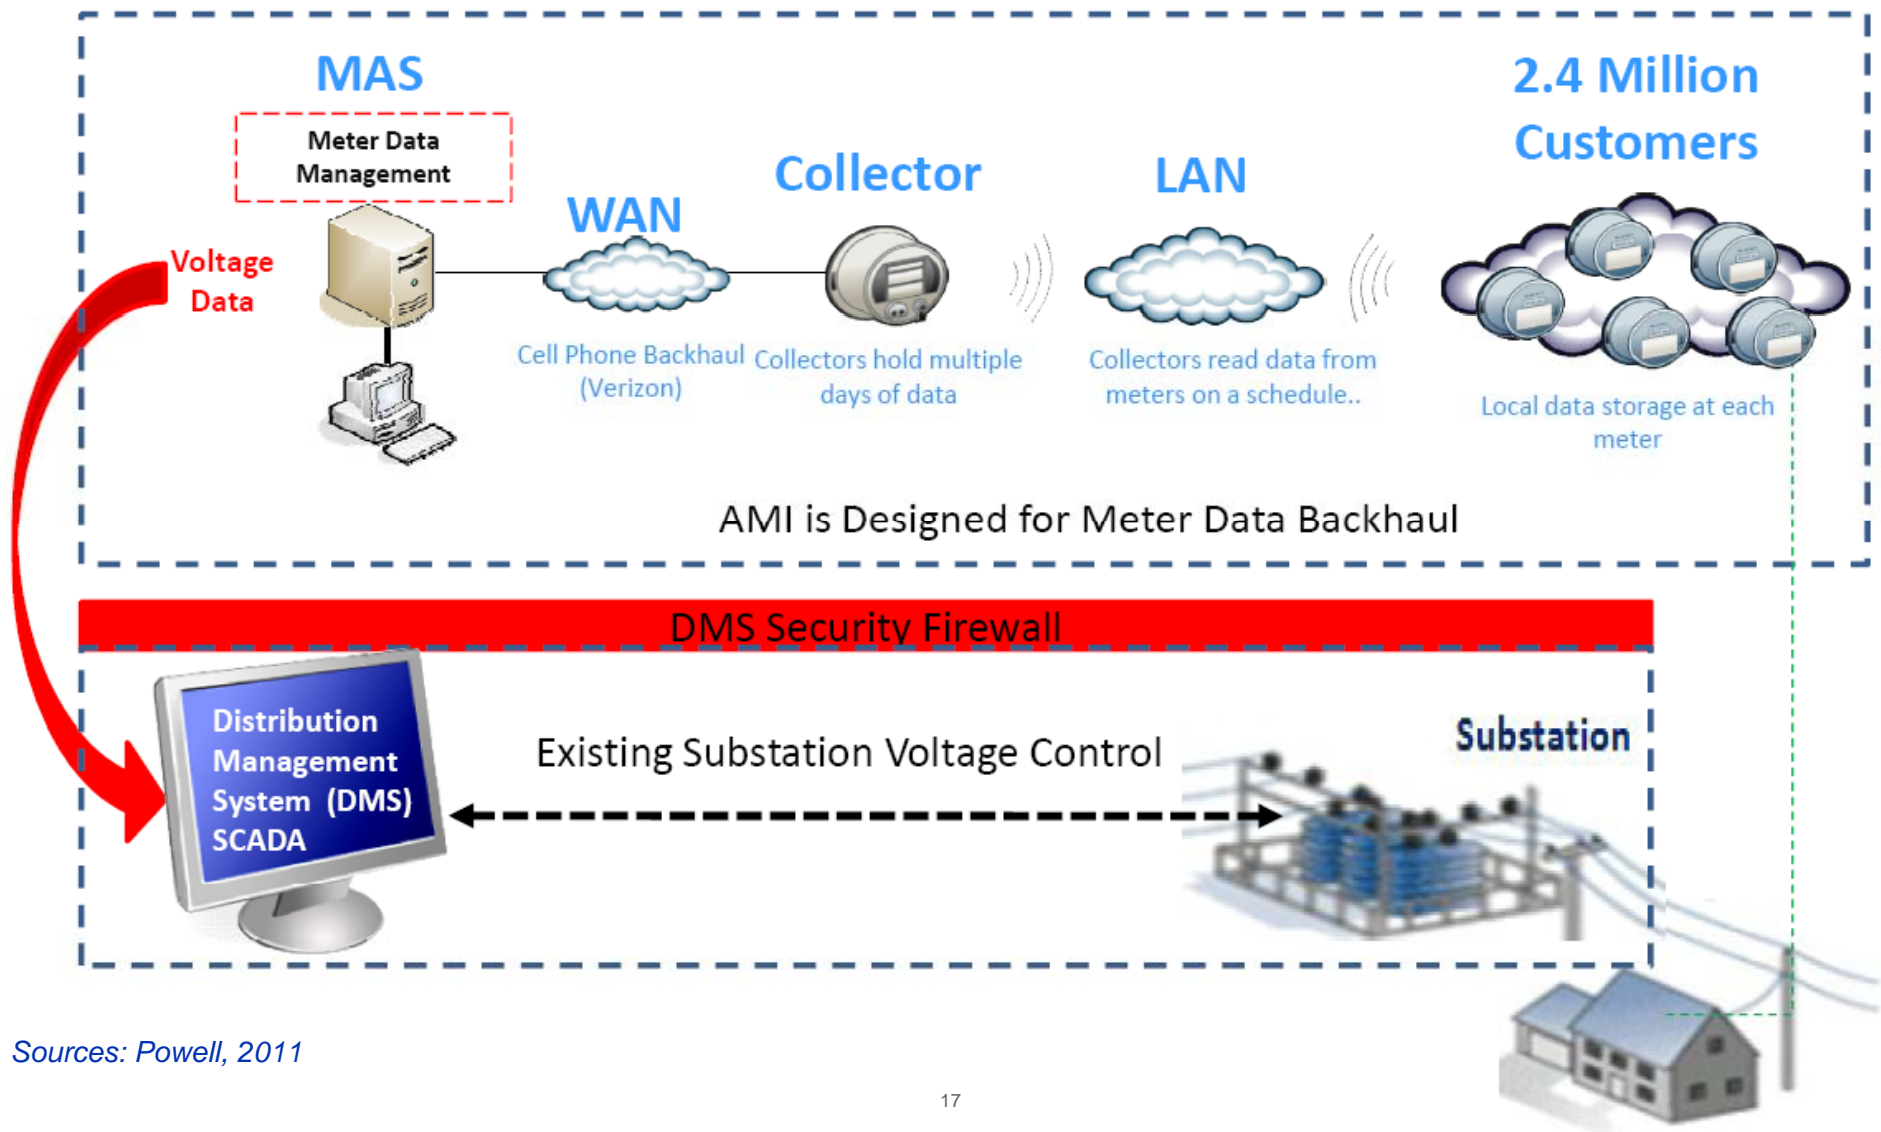 MAS
Meter Data
Management
WAN
Collector
LAN
2.4 Million
Customers
Voltage
Data
Cell Phone Backhaul
(Verizon)
Collectors hold multiple
days of data
Collectors read data from
meters on a schedule..
Local data storage at each
meter
AMI is Designed for Meter Data Backhaul
DMS Security Firewall
Distribution
Management
System (DMS)
SCADA
Existing Substation Voltage Control
Substation
Sources: Powell, 2011
17